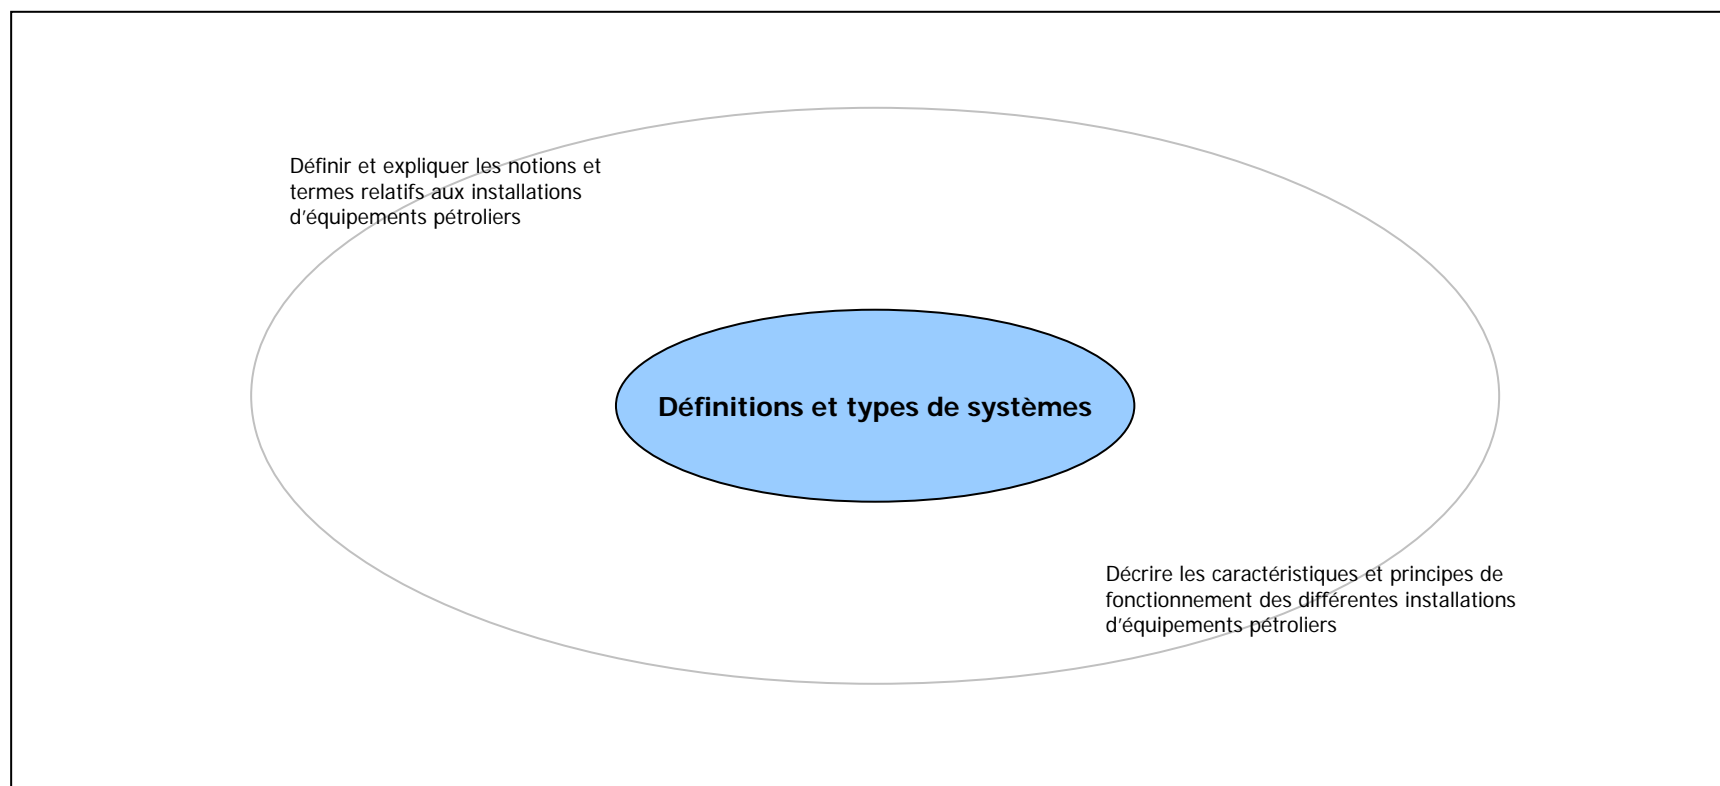 Définir et expliquer les notions et
termes relatifs aux installations
d'équipements pétroliers
Définitions et types de systèmes
Décrire les caractéristiques et principes de
fonctionnement des différentes installations
d'équipements pétroliers